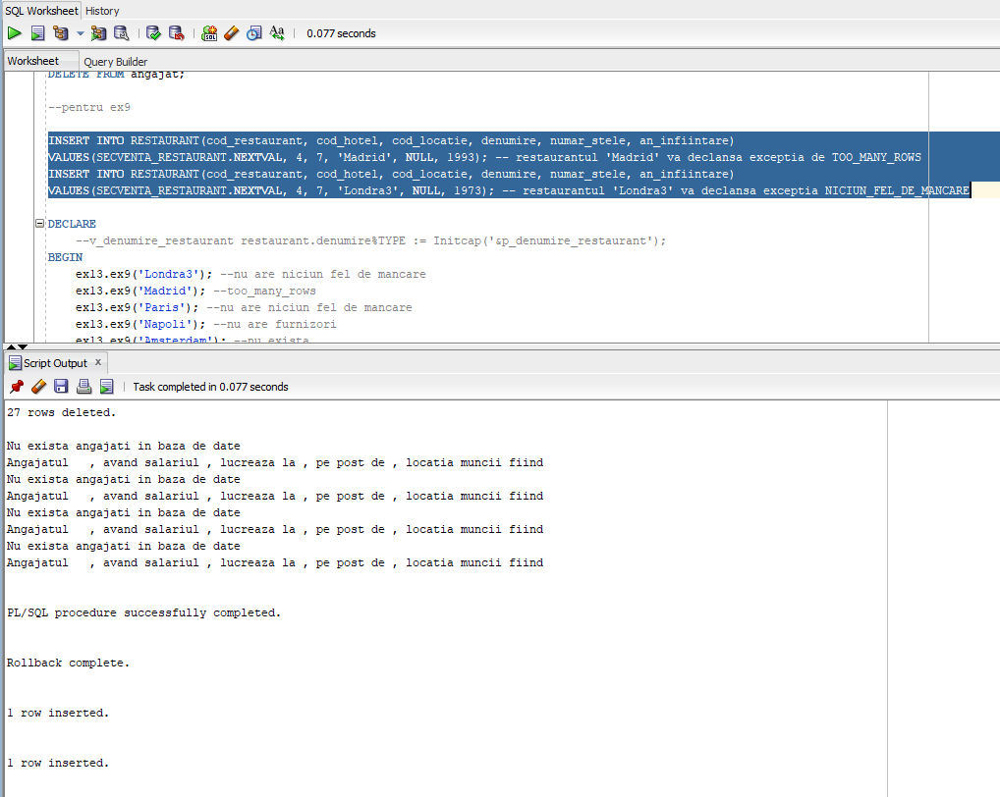 SQL Worksheet History
0.077 seconds
Worksheet Query Builder
DELETE FROM angajat;
--pentru ex9
INSERT INTO RESTAURANT(cod_restaurant, cod_hotel, cod_locatie, denumire, numar_stele, an_infiintare)
VALUES(SECVENTA_RESTAURANT.NEXTVAL, 4, 7, 'Madrid', NULL, 1993); -- restaurantul 'Madrid' va declansa exceptia de TOO_MANY_ROWS
INSERT INTO RESTAURANT(cod_restaurant, cod_hotel, cod_locatie, denumire, numar_stele, an_infiintare)
VALUES(SECVENTA_RESTAURANT.NEXTVAL, 4, 7, 'Londra3', NULL, 1973); -- restaurantul 'Londra3' va declansa exceptia NICIUN_FEL_DE_MANCARE
DECLARE
--v_denumire_restaurant restaurant.denumire%TYPE := Initcap('&p_denumire_restaurant');
BEGIN
ex13.ex9('Londra3'); --nu are niciun fel de mancare
ex13.ex9('Madrid'); --too_many_rows
ex13.ex9('Paris'); --nu are niciun fel de mancare
ex13.ex9('Napoli'); --nu are furnizori
ex13.ex9('Amsterdam'); --nu exista
Script Output x
Task completed in 0.077 seconds
27 rows deleted.
Nu exista angajati in baza de date
Angajatul , avand salariul , lucreaza la , pe post de , locatia muncii fiind
Nu exista angajati in baza de date
Angajatul , avand salariul , lucreaza la , pe post de , locatia muncii fiind
Nu exista angajati in baza de date
Angajatul , avand salariul , lucreaza la , pe post de , locatia muncii fiind
Nu exista angajati in baza de date
Angajatul , avand salariul , lucreaza la , pe post de , locatia muncii fiind
PL/SQL procedure successfully completed.
Rollback complete.
1 row inserted.
1 row inserted.